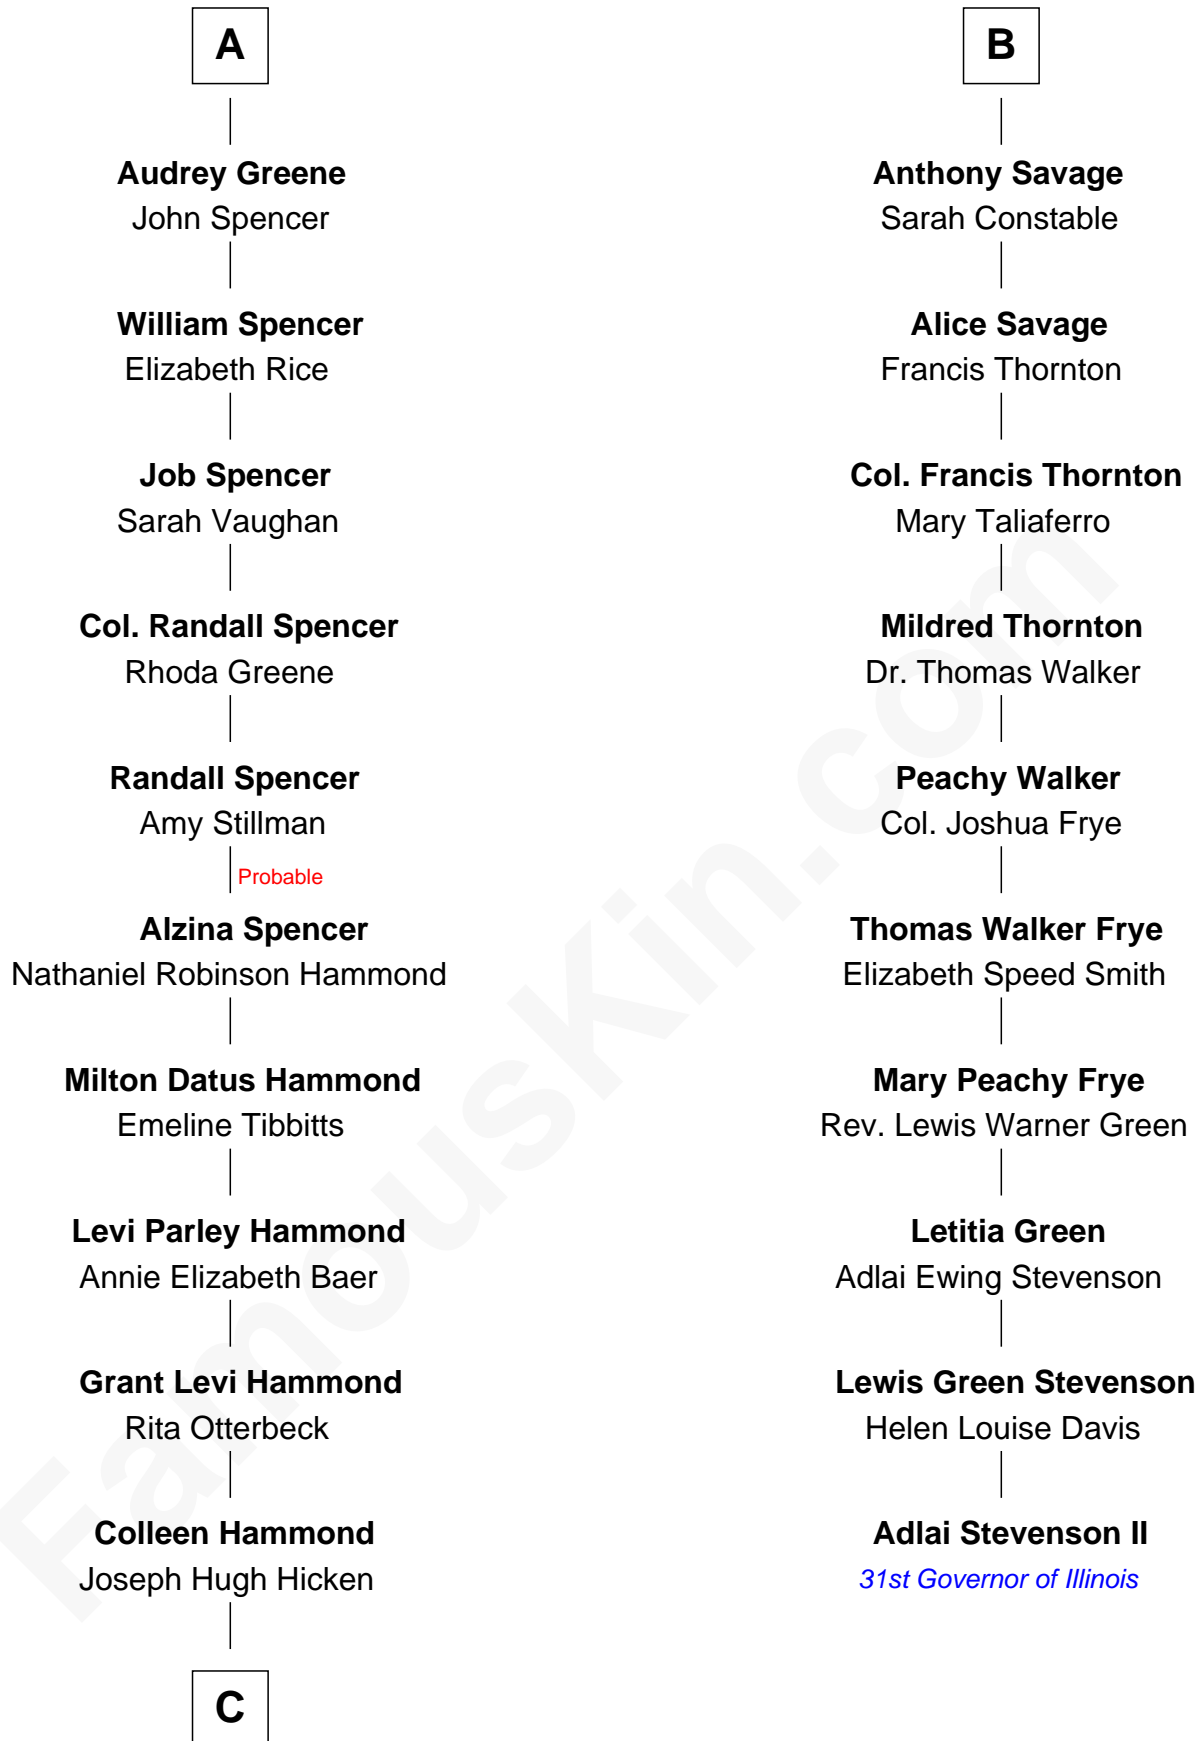 A
Audrey Greene
John Spencer
William Spencer
Elizabeth Rice
Job Spencer
Sarah Vaughan
Col. Randall Spencer
Rhoda Greene
Randall Spencer
Amy Stillman
Probable
Alzina Spencer
Nathaniel Robinson Hammond
Milton Datus Hammond
Emeline Tibbitts
Levi Parley Hammond
Annie Elizabeth Baer
Grant Levi Hammond
Rita Otterbeck
Colleen Hammond
Joseph Hugh Hicken
C
B
Anthony Savage
Sarah Constable
Alice Savage
Francis Thornton
Col. Francis Thornton
Mary Taliaferro
Mildred Thornton
Dr. Thomas Walker
Peachy Walker
Col. Joshua Frye
Thomas Walker Frye
Elizabeth Speed Smith
Mary Peachy Frye
Rev. Lewis Warner Green
Letitia Green
Adlai Ewing Stevenson
Lewis Green Stevenson
Helen Louise Davis
Adlai Stevenson II
31st Governor of Illinois
FamousKin.com